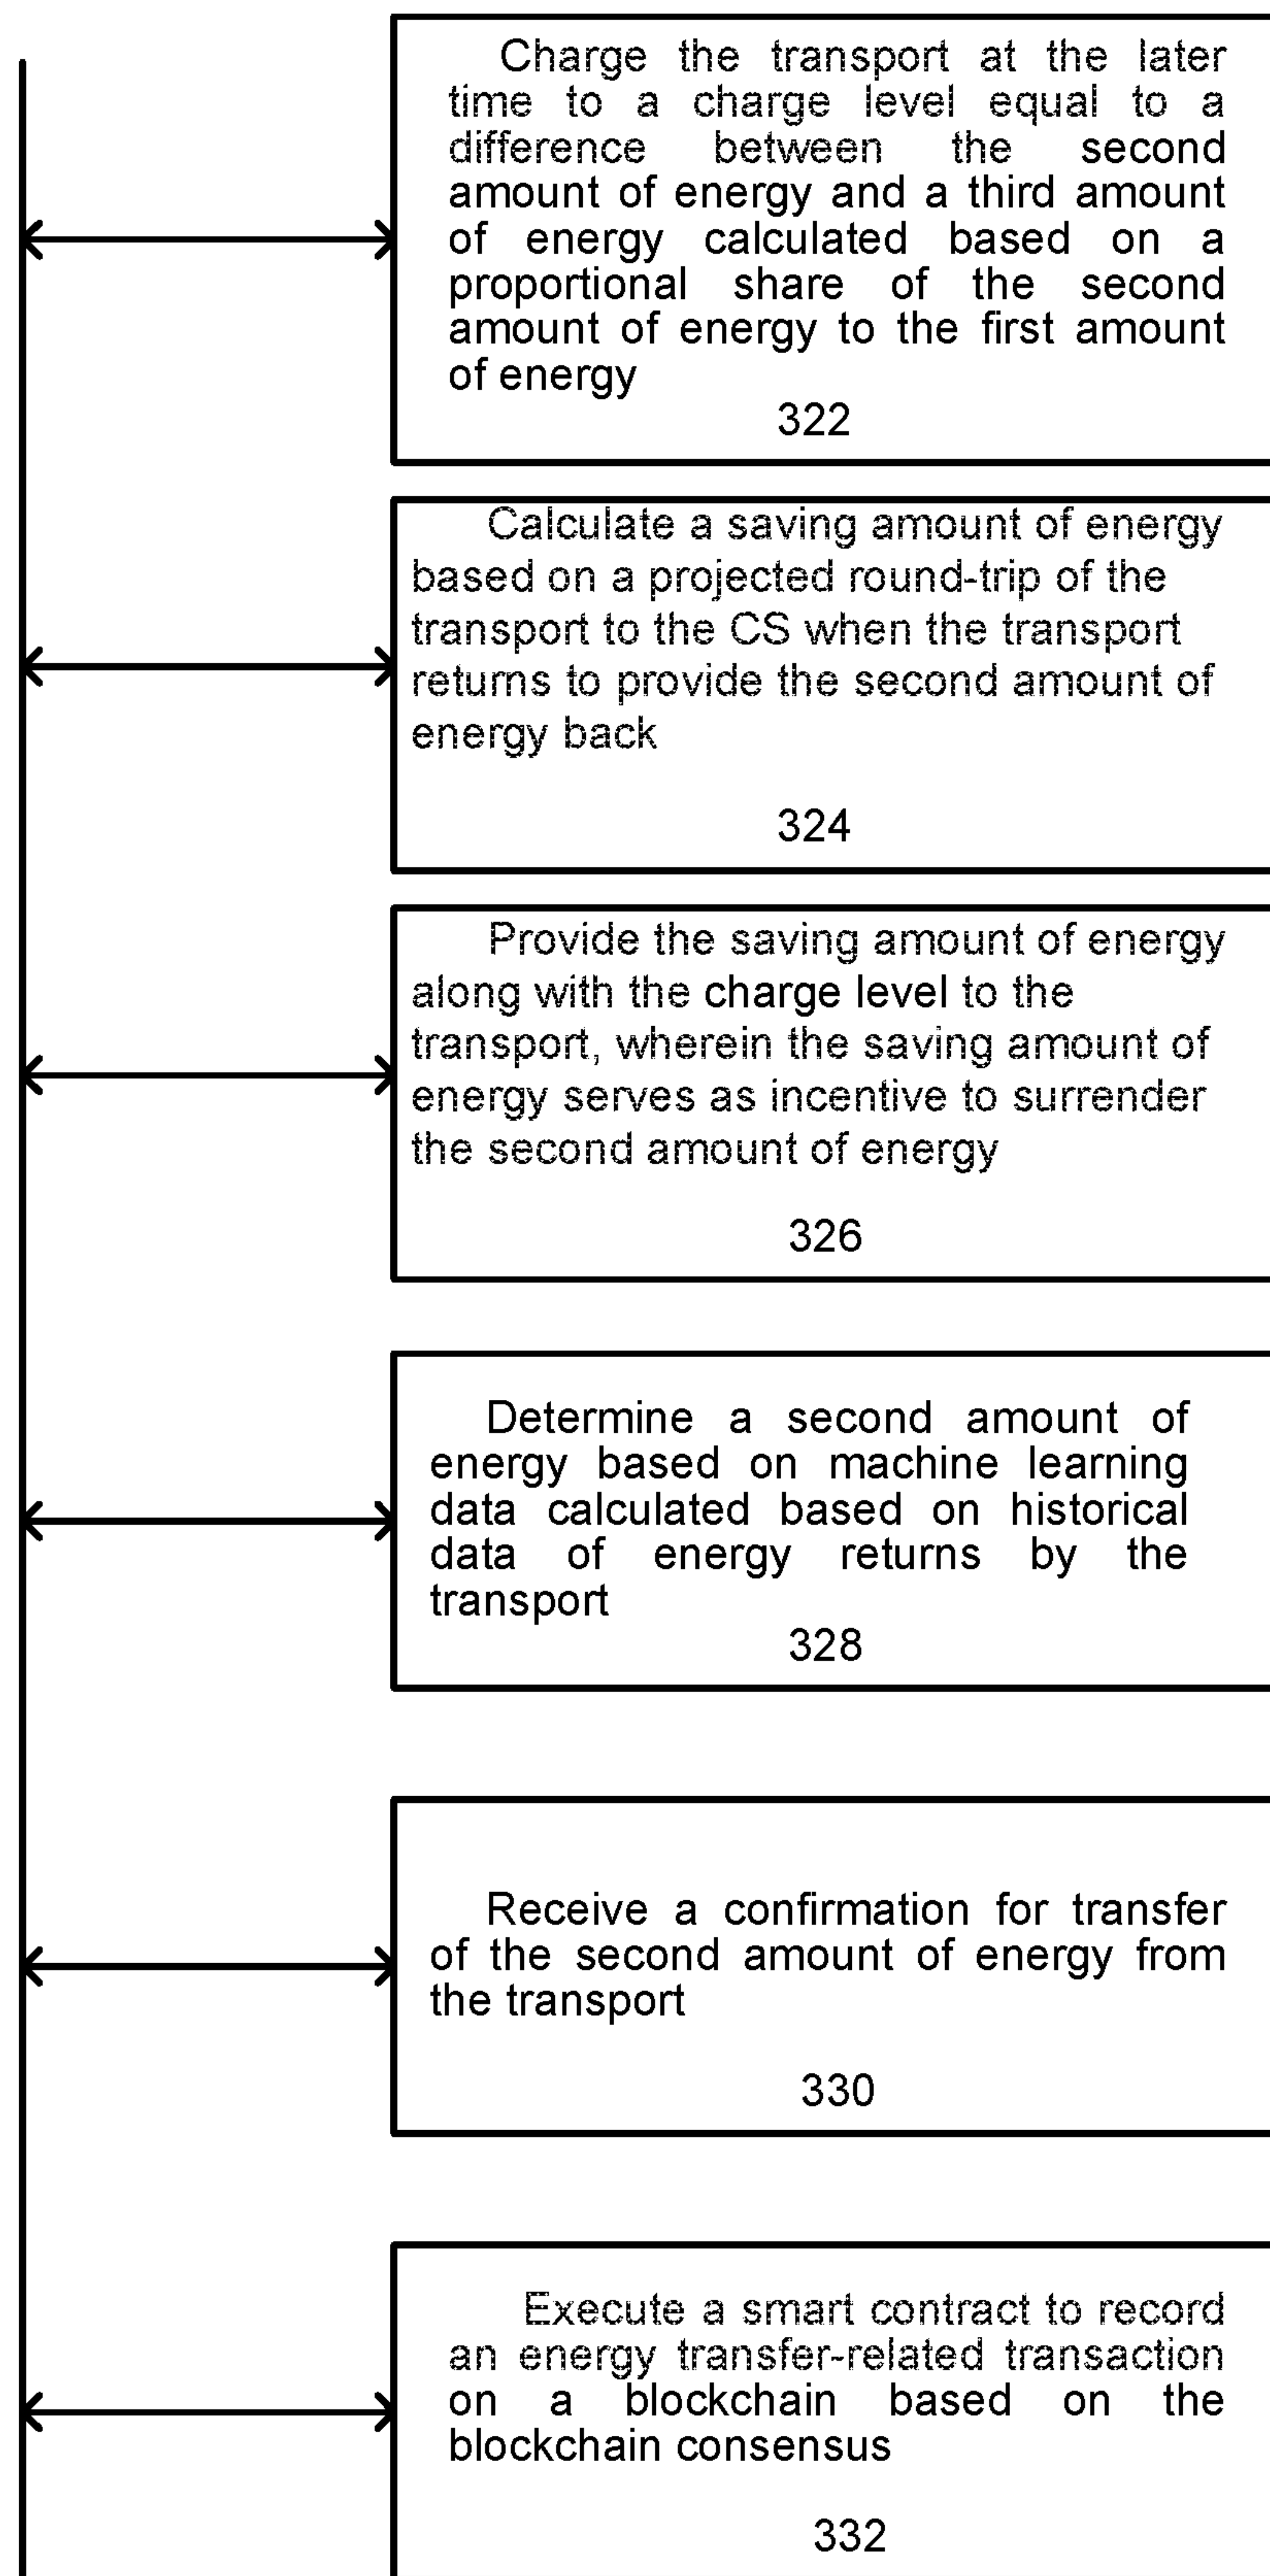 Charge the transport at the later
time to a charge level equal to a
difference between the second
amount of energy and a third amount
of energy calculated based on a
proportional share of the second
amount of energy to the first amount
of energy
322
Calculate a saving amount of energy
based on a projected round-trip of the
transport to the CS when the transport
returns to provide the second amount of
energy back
324
Provide the saving amount of energy
along with the charge level to the
transport, wherein the saving amount of
energy serves as incentive to surrender
the second amount of energy
326
Determine a second amount of
energy based on machine learning
data calculated based on historical
data of energy returns by the
transport
328
Receive a confirmation for transfer
of the second amount of energy from
the transport
330
Execute a smart contract to record
an energy transfer-related transaction
on a blockchain based on the
blockchain consensus
332